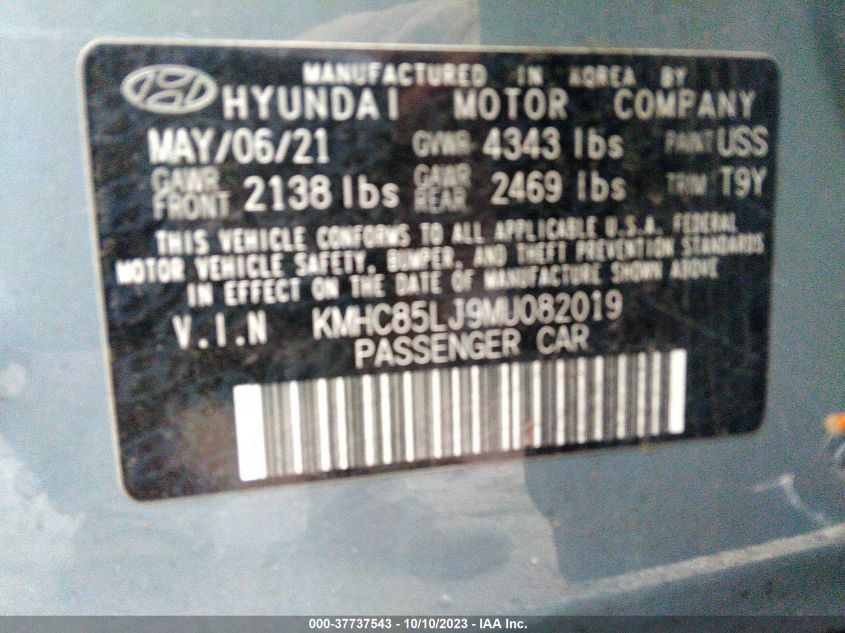 MANUFACTURED IN KOREA BY
HYUNDAI MOTOR COMPANY
MAY/06/21 GVWR 4343 lbs PAINT USS
GAWR FRONT 2138 lbs GAWR REAR 2469 lbs TRIM T9Y
THIS VEHICLE CONFORMS TO ALL APPLICABLE U.S.A. FEDERAL
MOTOR VEHICLE SAFETY, BUMPER, AND THEFT PREVENTION STANDARDS
IN EFFECT ON THE DATE OF MANUFACTURE SHOWN ABOVE
V.I.N KMHC85LJ9MU082019
PASSENGER CAR
000-37737543 - 10/10/2023 - IAA Inc.